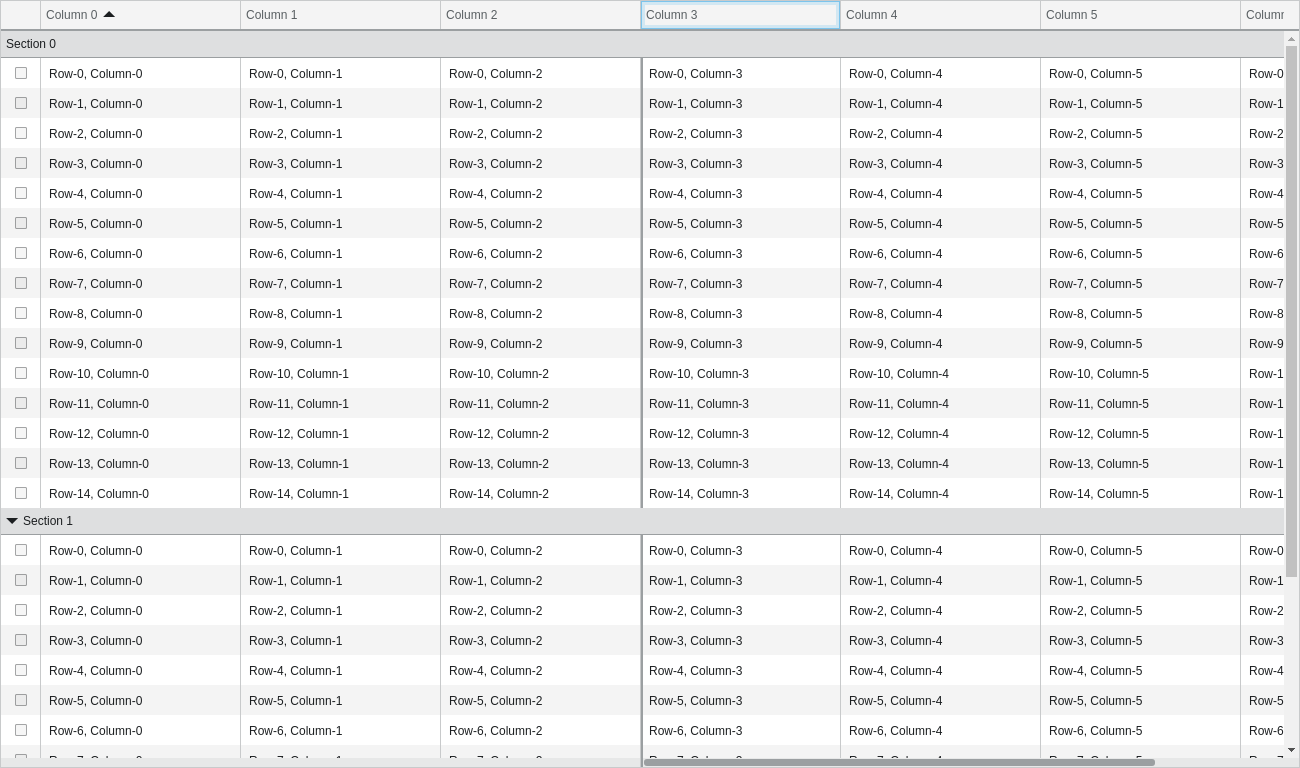 Column 0 Column 1 Column 2 Column 3 Column 4 Column 5 Column
Section 0
Row-0, Column-0 Row-0, Column-1 Row-0, Column-2 Row-0, Column-3 Row-0, Column-4 Row-0, Column-5 Row-0
Row-1, Column-0 Row-1, Column-1 Row-1, Column-2 Row-1, Column-3 Row-1, Column-4 Row-1, Column-5 Row-1
Row-2, Column-0 Row-2, Column-1 Row-2, Column-2 Row-2, Column-3 Row-2, Column-4 Row-2, Column-5 Row-2
Row-3, Column-0 Row-3, Column-1 Row-3, Column-2 Row-3, Column-3 Row-3, Column-4 Row-3, Column-5 Row-3
Row-4, Column-0 Row-4, Column-1 Row-4, Column-2 Row-4, Column-3 Row-4, Column-4 Row-4, Column-5 Row-4
Row-5, Column-0 Row-5, Column-1 Row-5, Column-2 Row-5, Column-3 Row-5, Column-4 Row-5, Column-5 Row-5
Row-6, Column-0 Row-6, Column-1 Row-6, Column-2 Row-6, Column-3 Row-6, Column-4 Row-6, Column-5 Row-6
Row-7, Column-0 Row-7, Column-1 Row-7, Column-2 Row-7, Column-3 Row-7, Column-4 Row-7, Column-5 Row-7
Row-8, Column-0 Row-8, Column-1 Row-8, Column-2 Row-8, Column-3 Row-8, Column-4 Row-8, Column-5 Row-8
Row-9, Column-0 Row-9, Column-1 Row-9, Column-2 Row-9, Column-3 Row-9, Column-4 Row-9, Column-5 Row-9
Row-10, Column-0 Row-10, Column-1 Row-10, Column-2 Row-10, Column-3 Row-10, Column-4 Row-10, Column-5 Row-1
Row-11, Column-0 Row-11, Column-1 Row-11, Column-2 Row-11, Column-3 Row-11, Column-4 Row-11, Column-5 Row-1
Row-12, Column-0 Row-12, Column-1 Row-12, Column-2 Row-12, Column-3 Row-12, Column-4 Row-12, Column-5 Row-1
Row-13, Column-0 Row-13, Column-1 Row-13, Column-2 Row-13, Column-3 Row-13, Column-4 Row-13, Column-5 Row-1
Row-14, Column-0 Row-14, Column-1 Row-14, Column-2 Row-14, Column-3 Row-14, Column-4 Row-14, Column-5 Row-1
Section 1
Row-0, Column-0 Row-0, Column-1 Row-0, Column-2 Row-0, Column-3 Row-0, Column-4 Row-0, Column-5 Row-0
Row-1, Column-0 Row-1, Column-1 Row-1, Column-2 Row-1, Column-3 Row-1, Column-4 Row-1, Column-5 Row-1
Row-2, Column-0 Row-2, Column-1 Row-2, Column-2 Row-2, Column-3 Row-2, Column-4 Row-2, Column-5 Row-2
Row-3, Column-0 Row-3, Column-1 Row-3, Column-2 Row-3, Column-3 Row-3, Column-4 Row-3, Column-5 Row-3
Row-4, Column-0 Row-4, Column-1 Row-4, Column-2 Row-4, Column-3 Row-4, Column-4 Row-4, Column-5 Row-4
Row-5, Column-0 Row-5, Column-1 Row-5, Column-2 Row-5, Column-3 Row-5, Column-4 Row-5, Column-5 Row-5
Row-6, Column-0 Row-6, Column-1 Row-6, Column-2 Row-6, Column-3 Row-6, Column-4 Row-6, Column-5 Row-6